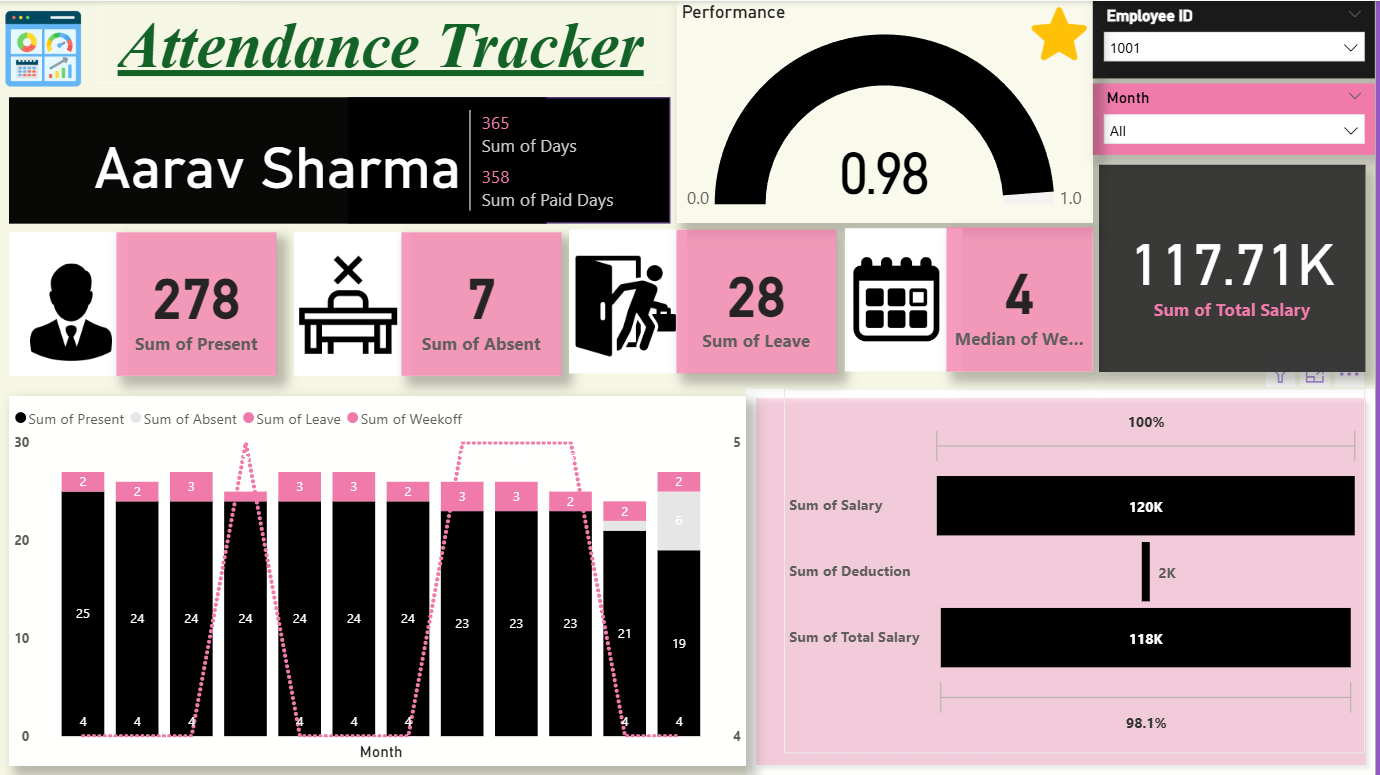 Attendance Tracker
Performance
0.98
0.0
1.0
Employee ID
1001
Month
All
Aarav Sharma
365
Sum of Days
358
Sum of Paid Days
278
Sum of Present
7
Sum of Absent
28
Sum of Leave
4
Median of We...
117.71K
Sum of Total Salary
Sum of Present Sum of Absent Sum of Leave Sum of Weekoff
30
20
10
0
5
4
2 2 3 3 3 2 3 3 2 2 2
6
25 24 24 24 24 24 24 23 23 23 21 19
4 4 4 4 4 4 4 4
Month
100%
Sum of Salary
120K
Sum of Deduction
2K
Sum of Total Salary
118K
98.1%